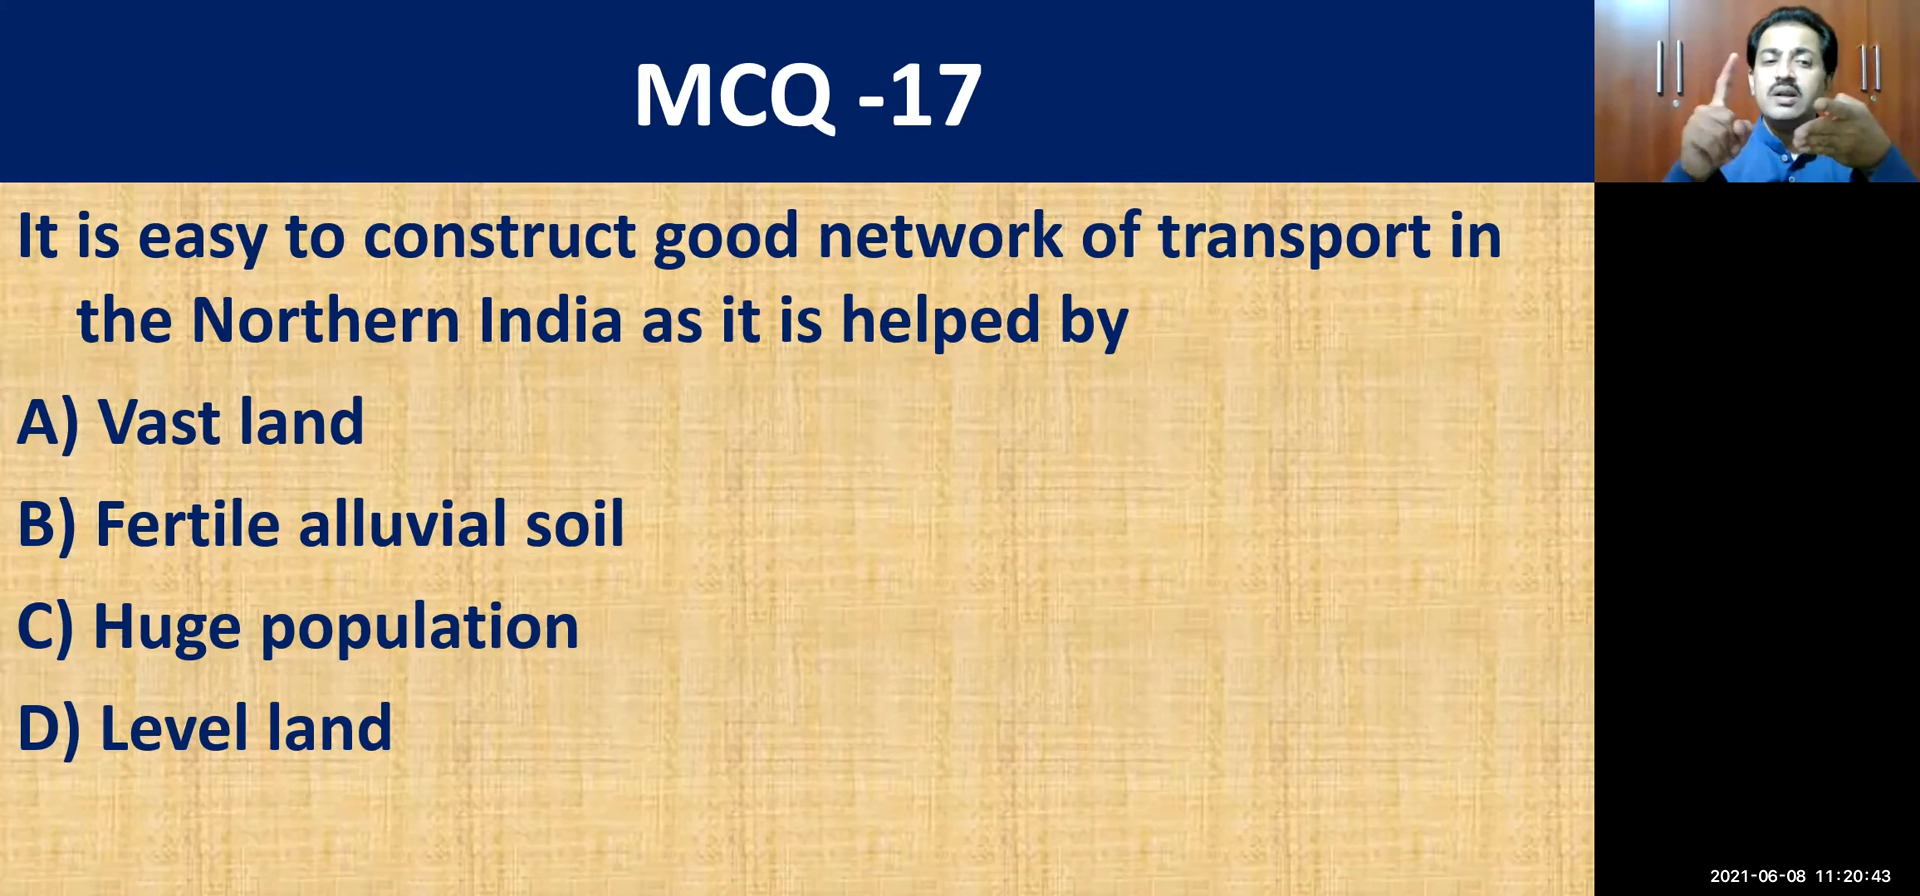 MCQ -17
It is easy to construct good network of transport in
the Northern India as it is helped by
A) Vast land
B) Fertile alluvial soil
C) Huge population
D) Level land
2021-06-08 11:20:43